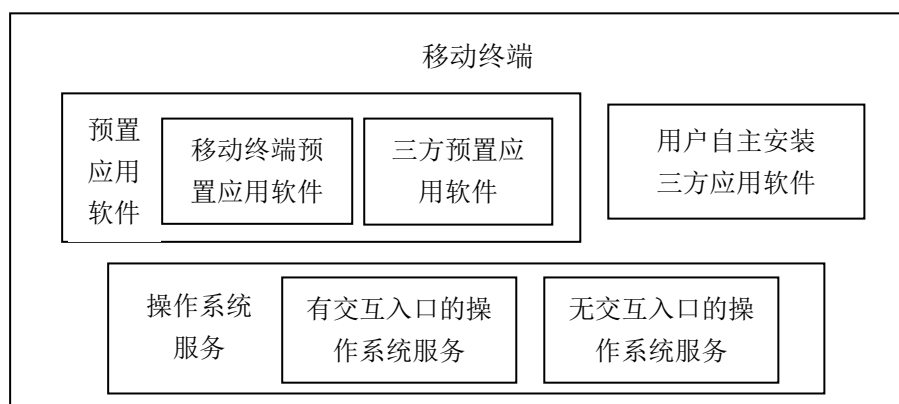 移动终端
预置
应用
软件
移动终端预
置应用软件
三方预置应
用软件
用户自主安装
三方应用软件
操作系统
服务
有交互入口的操
作系统服务
无交互入口的操
作系统服务